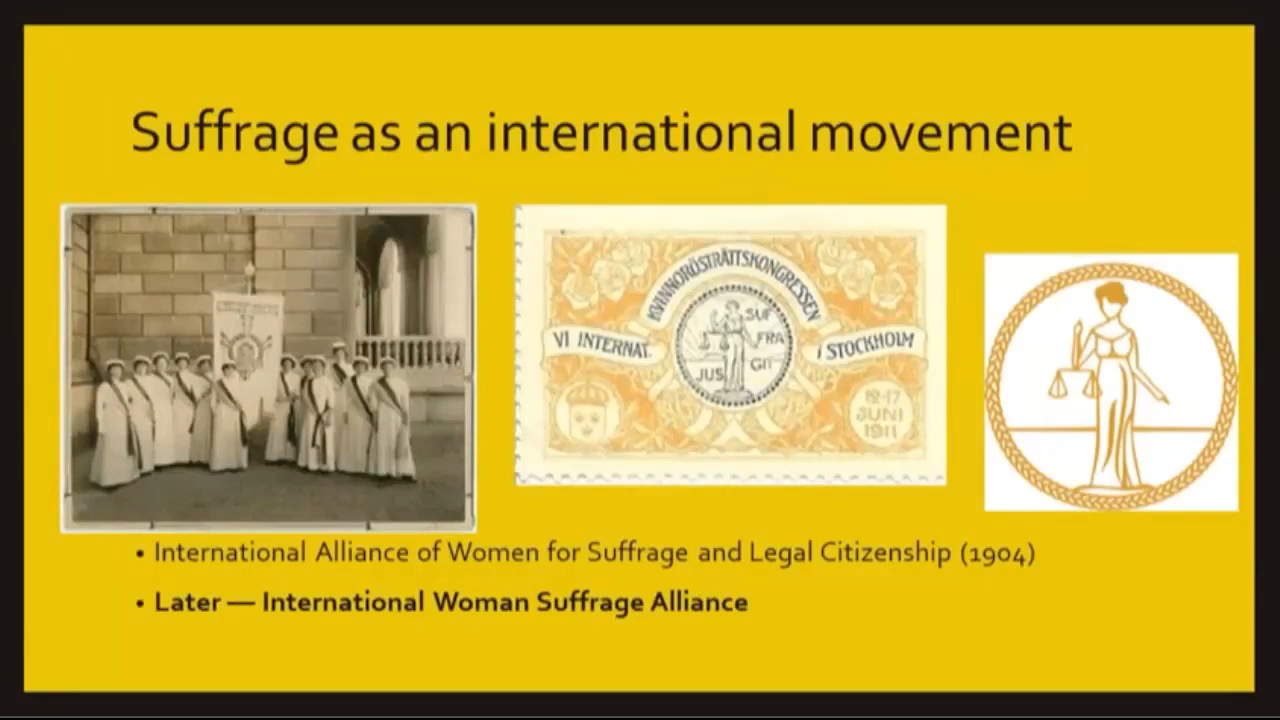 Suffrage as an international movement
KVINNORÖSTRÄTTSKONGRESSEN
VI INTERNAT.
i STOCKHOLM
SUF
FRA
JUS
GII
12-17
JUNI
1911
• International Alliance of Women for Suffrage and Legal Citizenship (1904)
• Later — International Woman Suffrage Alliance